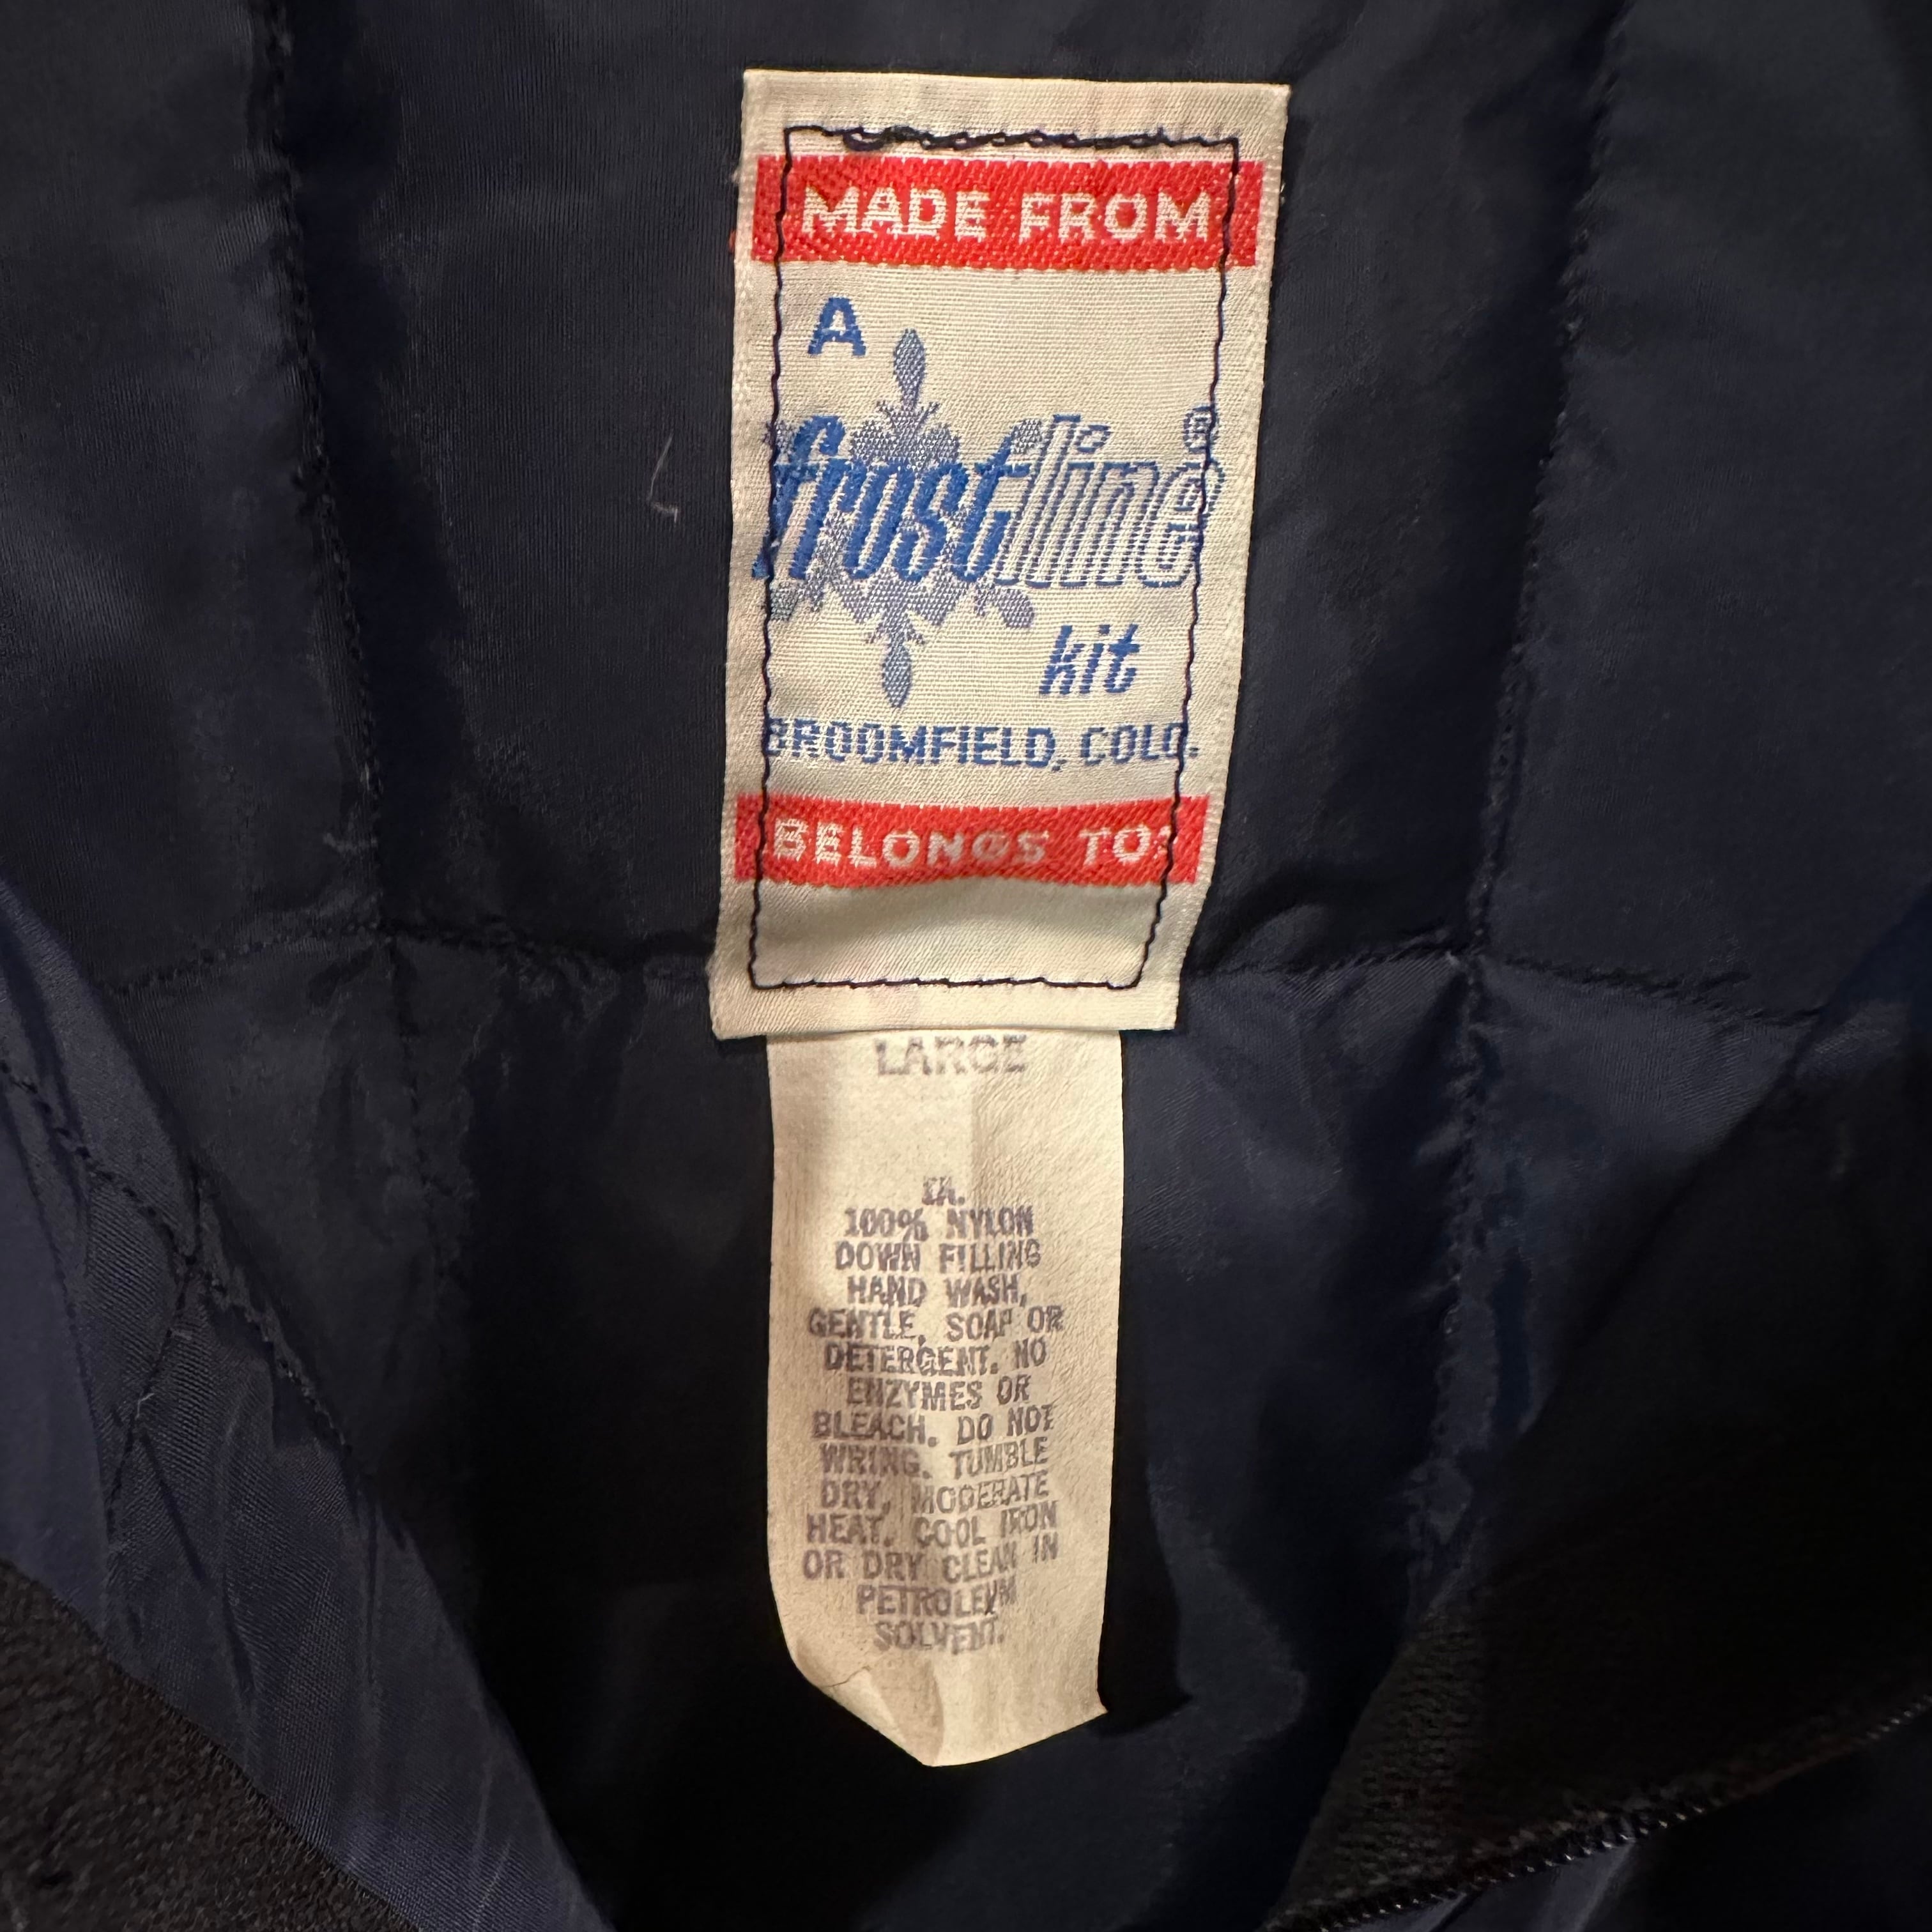 MADE FROM
A
frostline®
kit
BROOMFIELD, COLO.
BELONGS TO:
LARGE
100% NYLON
DOWN FILLING
HAND WASH,
GENTLE, SOAP OR
DETERGENT. NO
ENZYMES OR
BLEACH. DO NOT
WRING. TUMBLE
DRY, MODERATE
HEAT. COOL IRON
OR DRY CLEAN IN
PETROLEUM
SOLVENT.